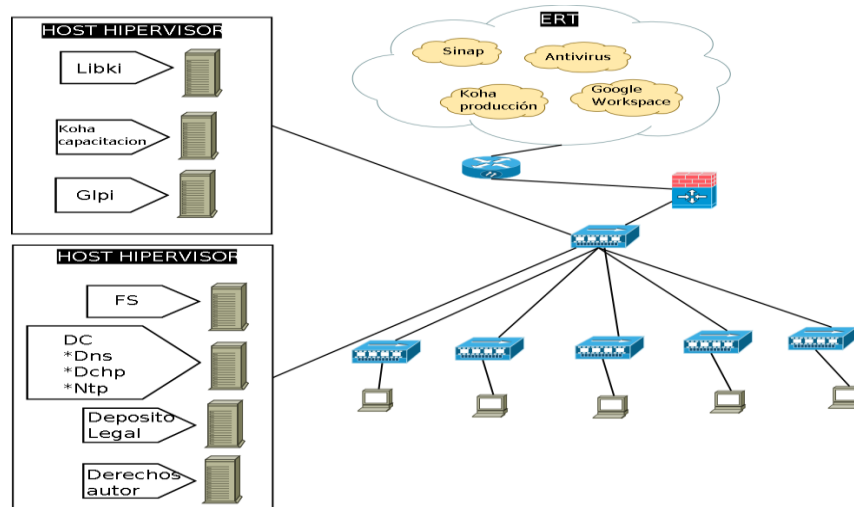 HOST HIPERVISOR
Libki
Koha
capacitacion
Glpi
HOST HIPERVISOR
FS
DC
*Dns
*Dchp
*Ntp
Deposito
Legal
Derechos
autor
ERT
Sinap
Antivirus
Koha
producción
Google
Workspace